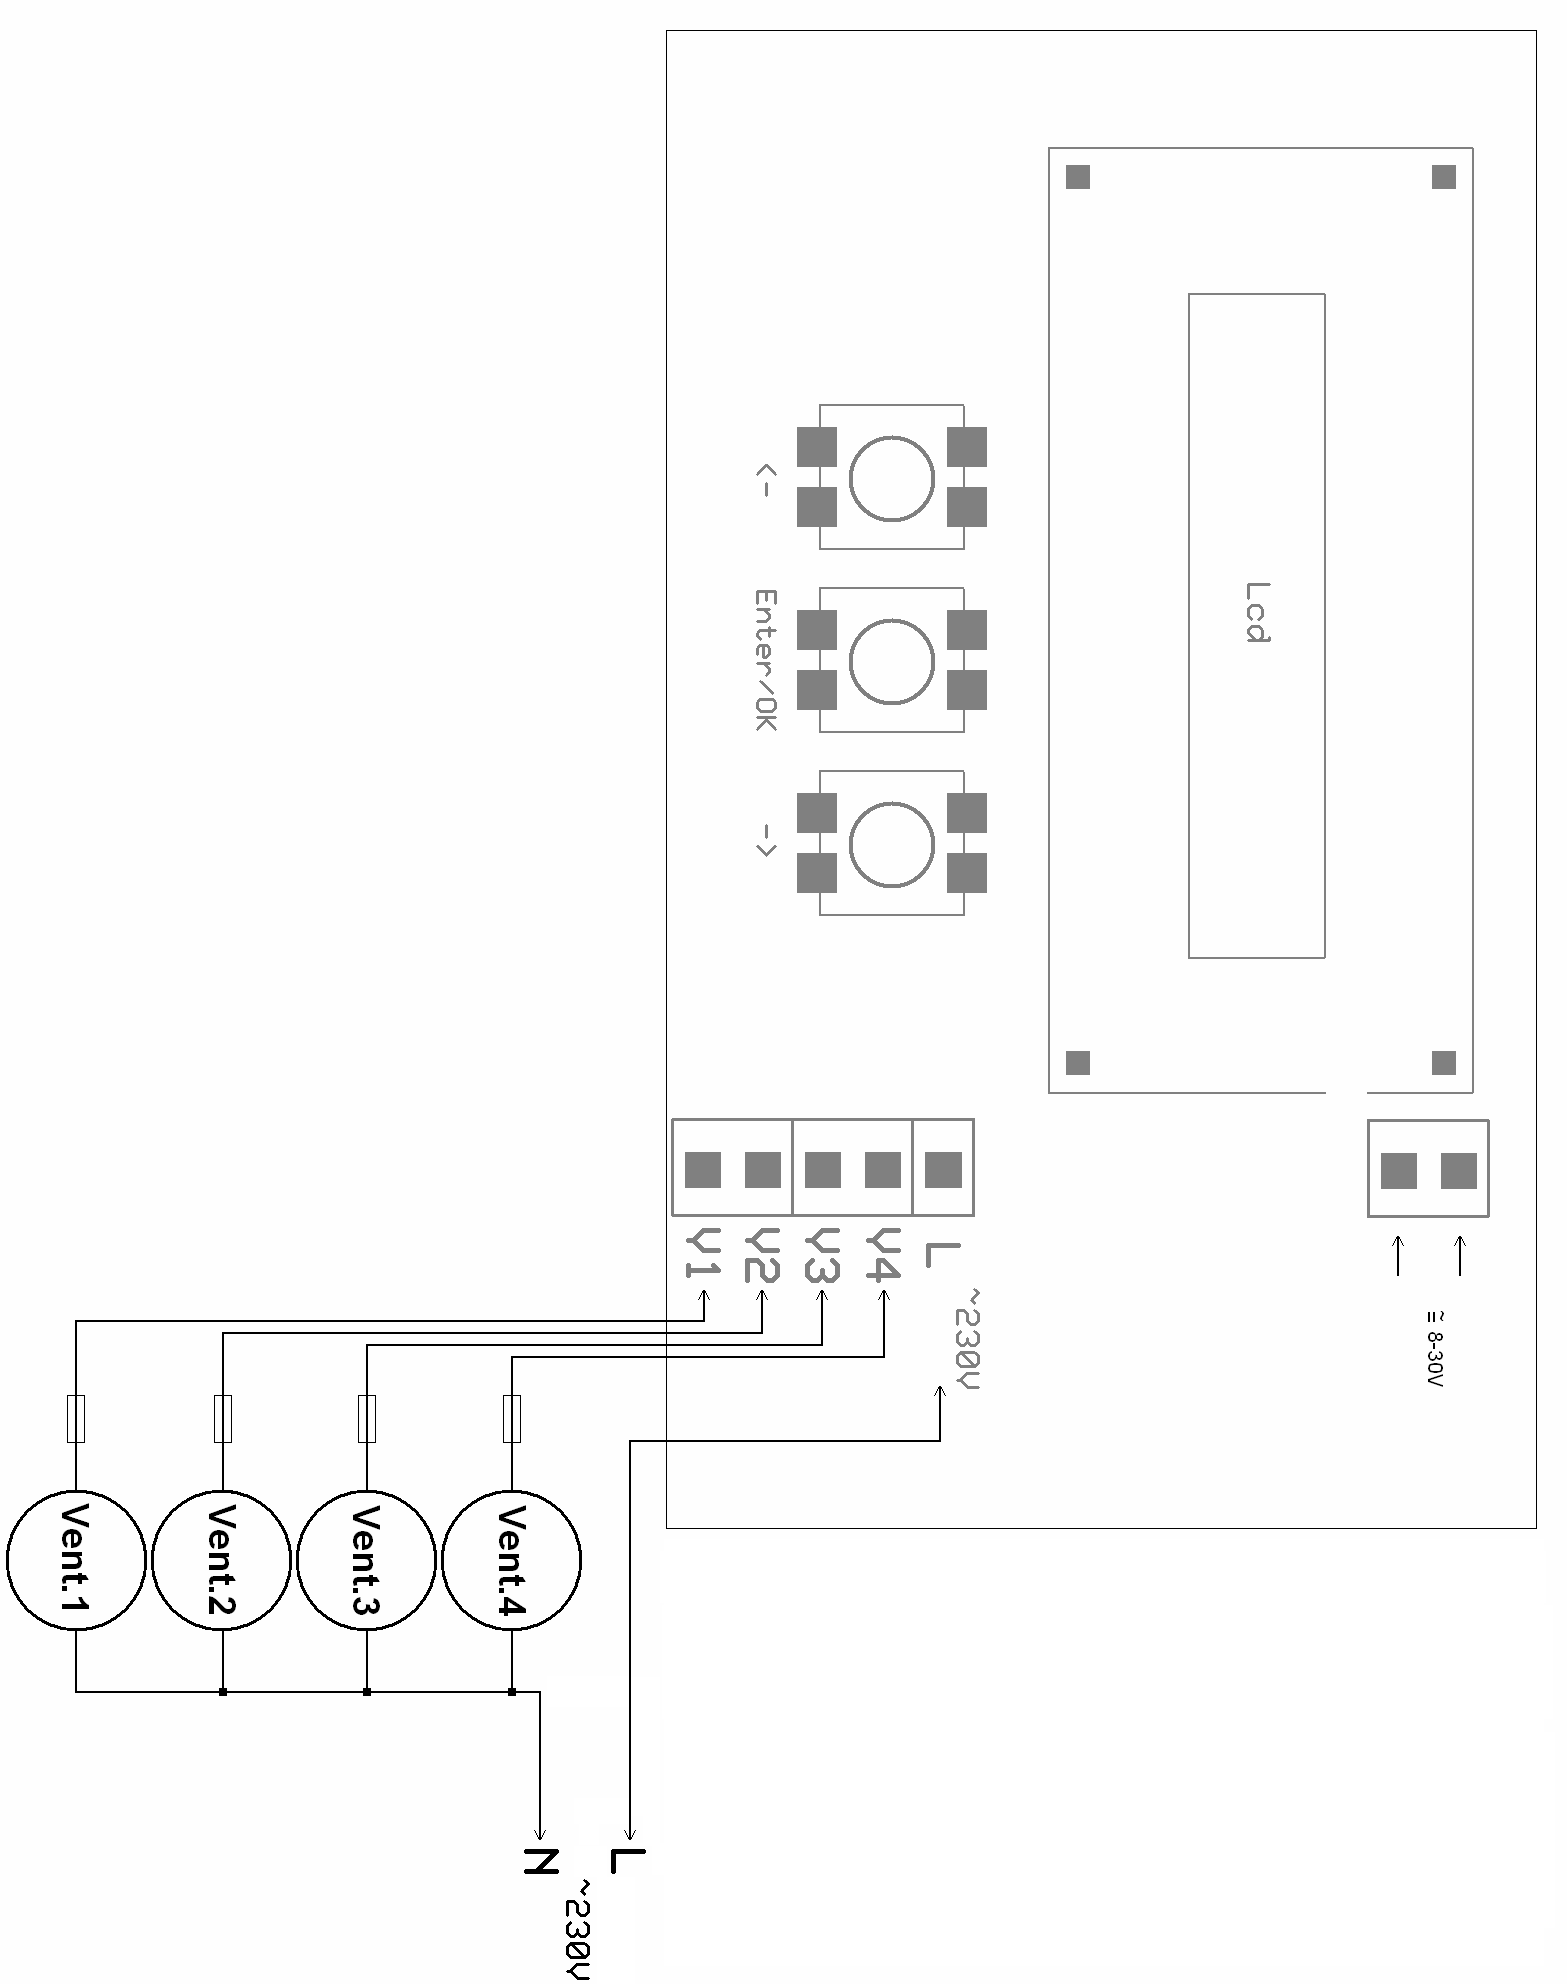 Lcd
<-
Enter/OK
->
V1
V2
V3
V4
L
~230V
≅ 8-30V
Vent.1
Vent.2
Vent.3
Vent.4
N
L
~230V